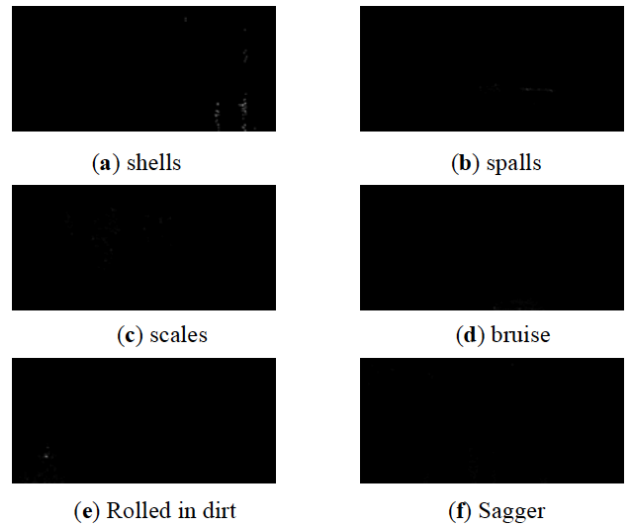 (a) shells
(b) spalls
(c) scales
(d) bruise
(e) Rolled in dirt
(f) Sagger